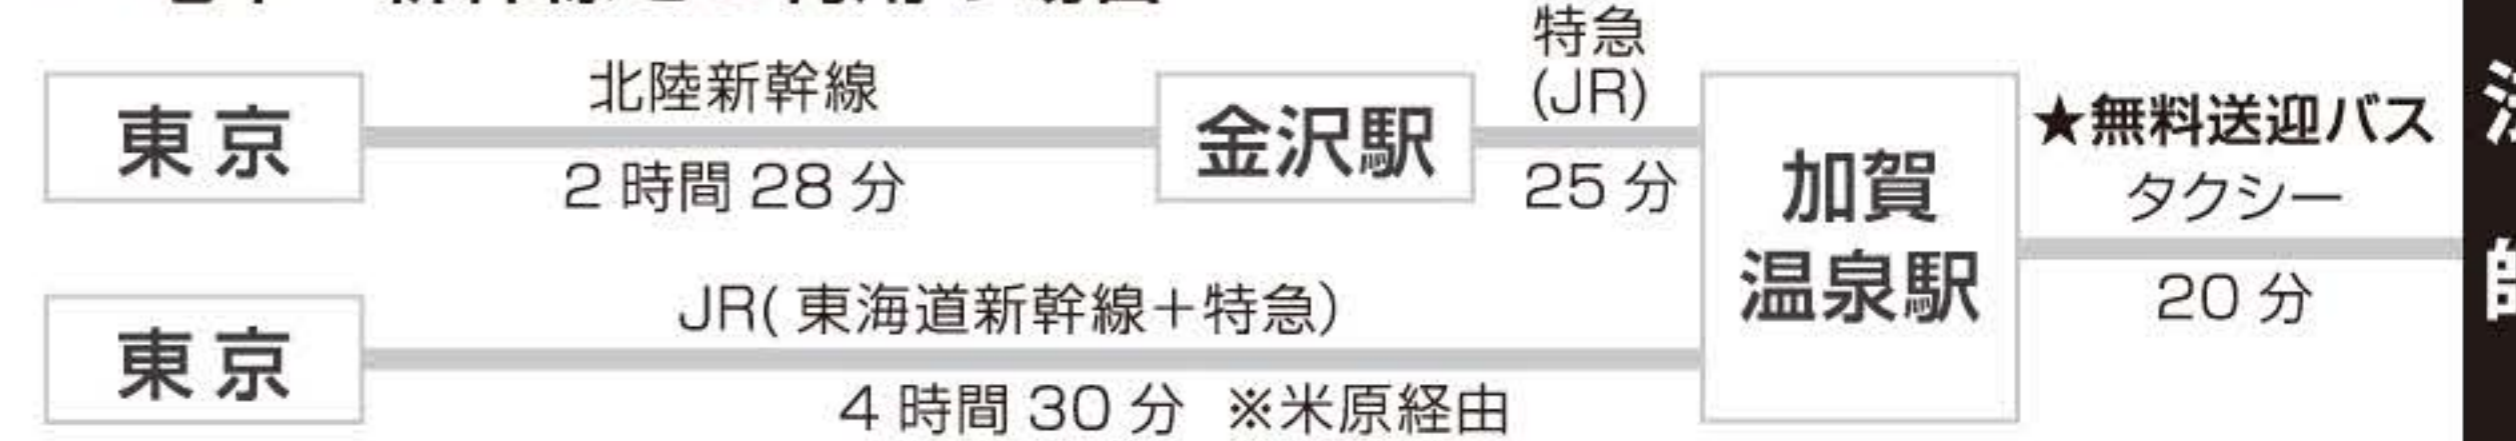 東京
北陸新幹線
2時間28分
金沢駅
特急
(JR)
25分
加賀
温泉駅
★無料送迎バス
タクシー
20分
東京
JR(東海道新幹線+特急)
4時間30分 ※米原経由